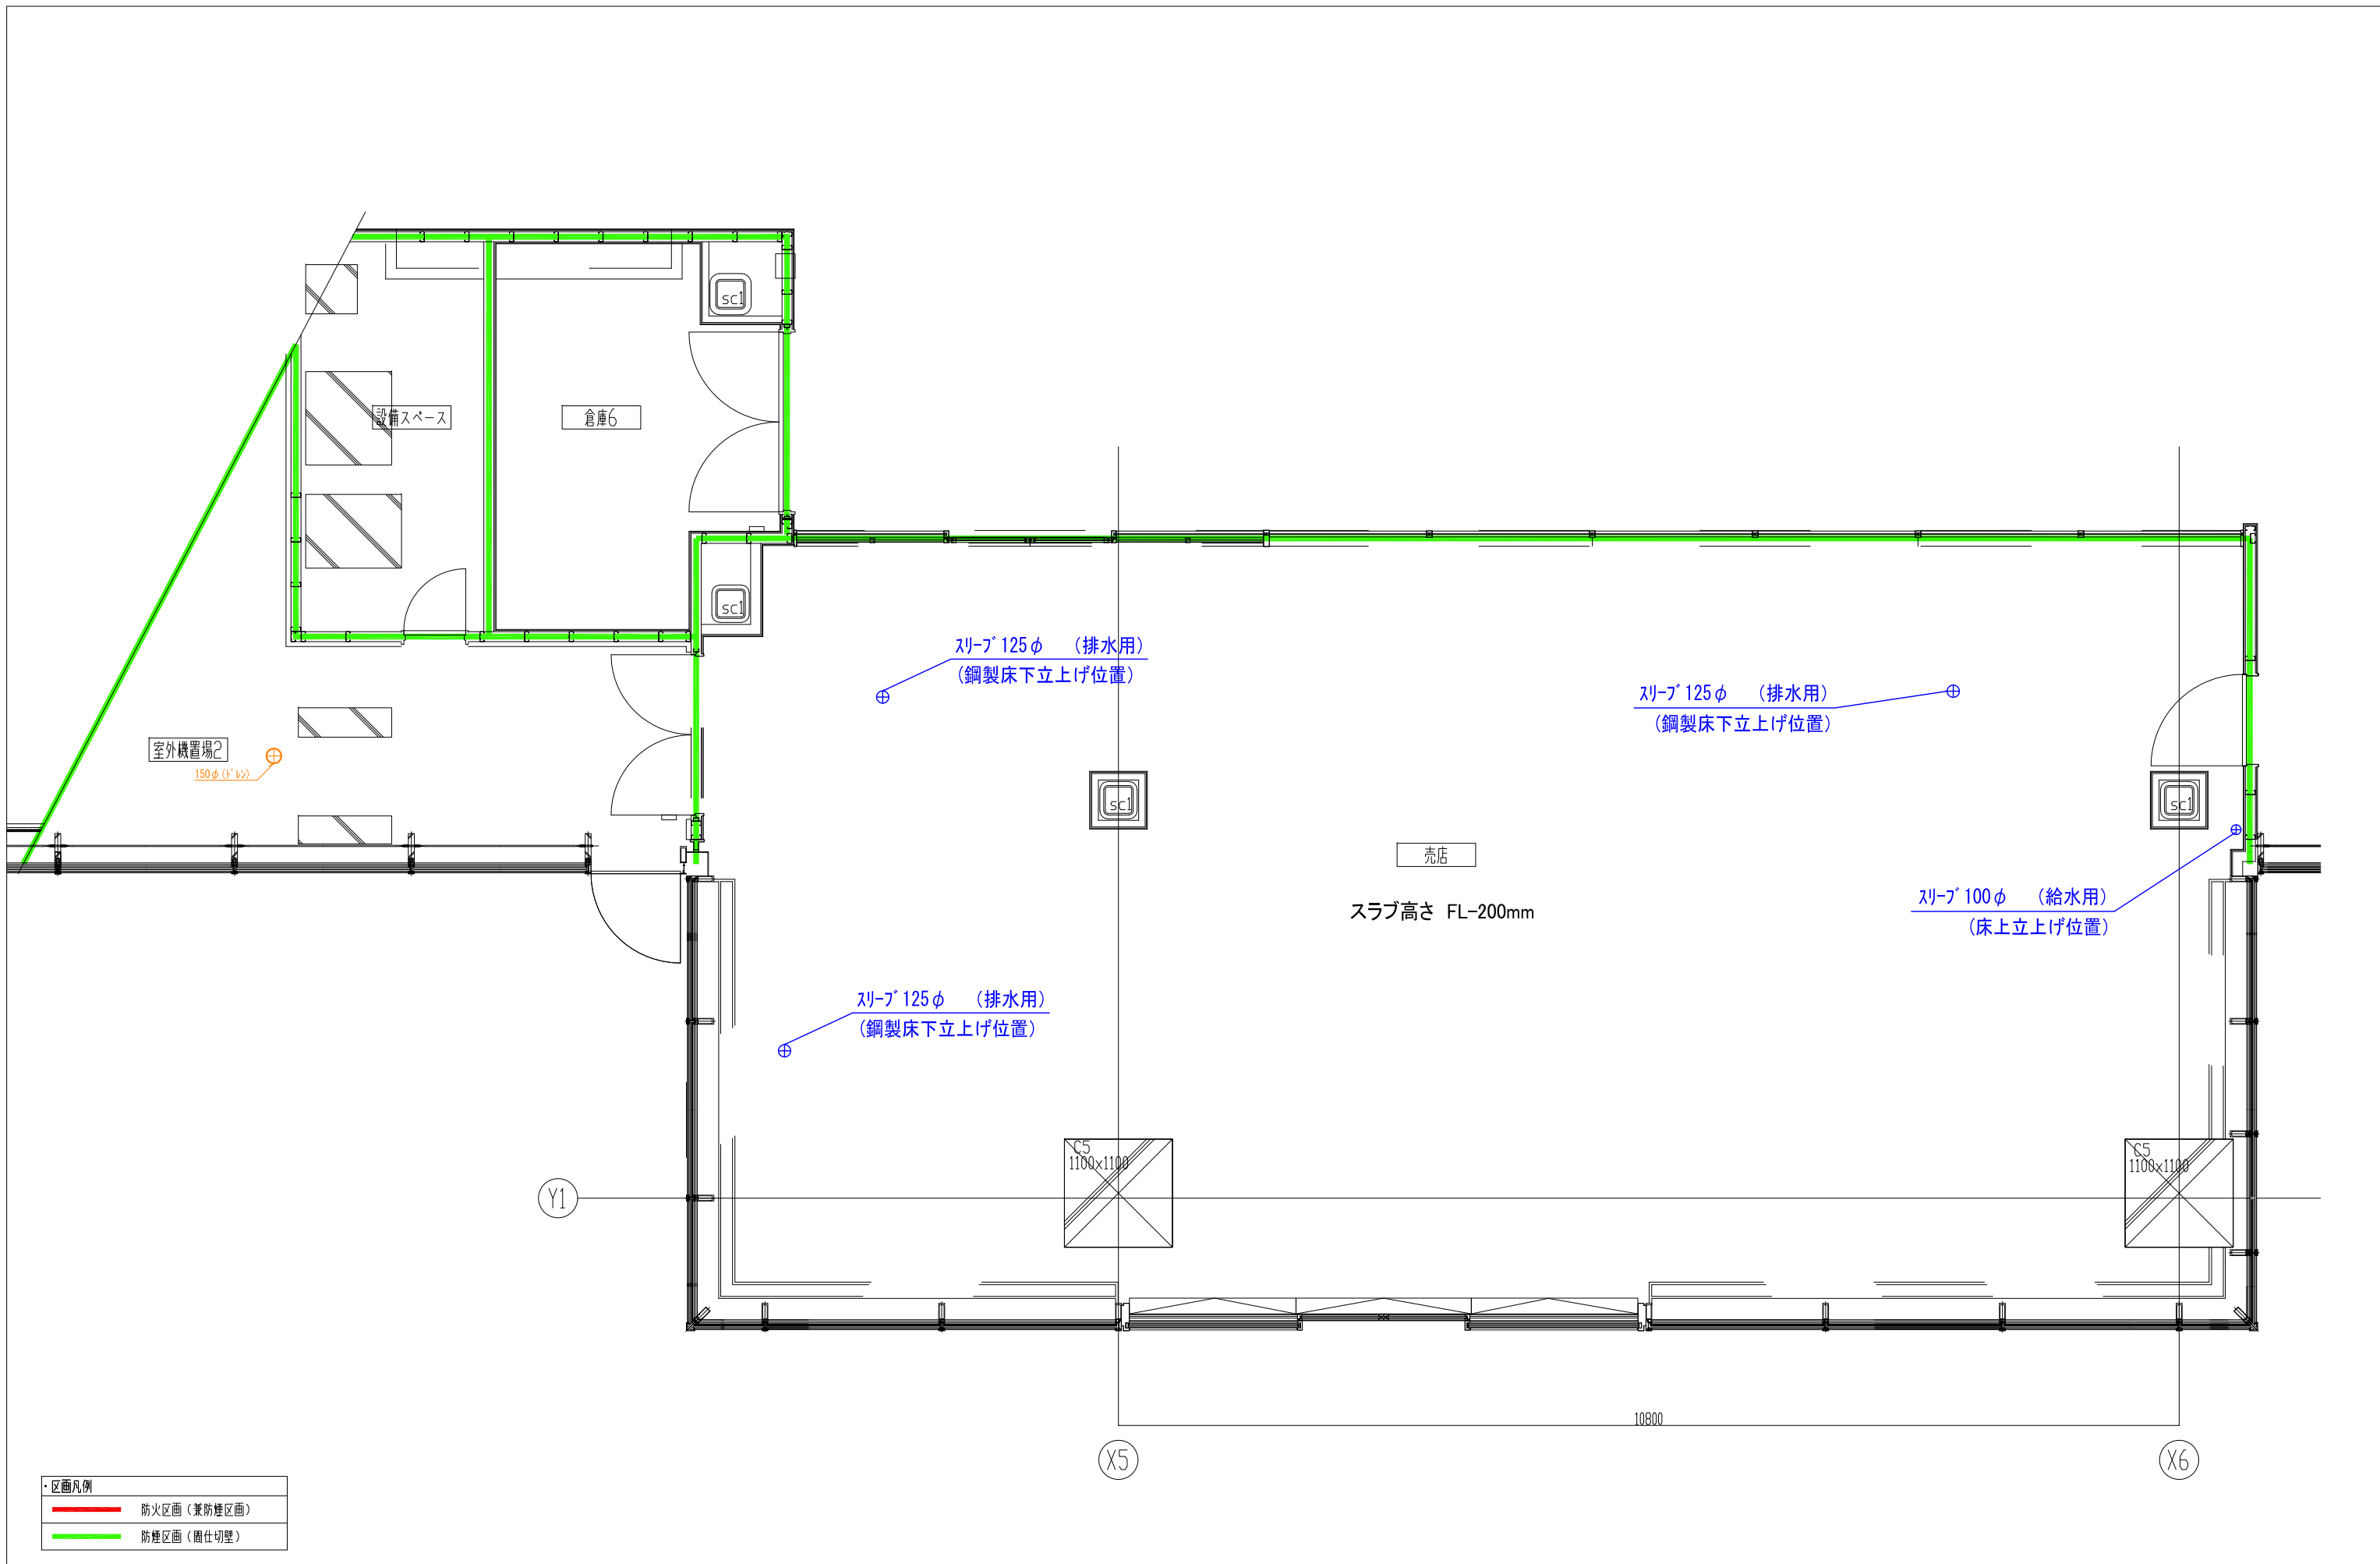 sc1
設備スペース
倉庫6
sc1
ｽﾘｰﾌﾞ125φ （排水用）
（鋼製床下立上げ位置）
ｽﾘｰﾌﾞ125φ （排水用）
（鋼製床下立上げ位置）
室外機置場2
150φ(ﾄﾞﾚﾝ)
sc1
sc1
売店
スラブ高さ FL-200mm
ｽﾘｰﾌﾞ100φ （給水用）
（床上立上げ位置）
ｽﾘｰﾌﾞ125φ （排水用）
（鋼製床下立上げ位置）
C5
1100x1100
C5
1100x1100
Y1
10800
X5
X6
・区画凡例
防火区画（兼防煙区画）
防煙区画（間仕切壁）